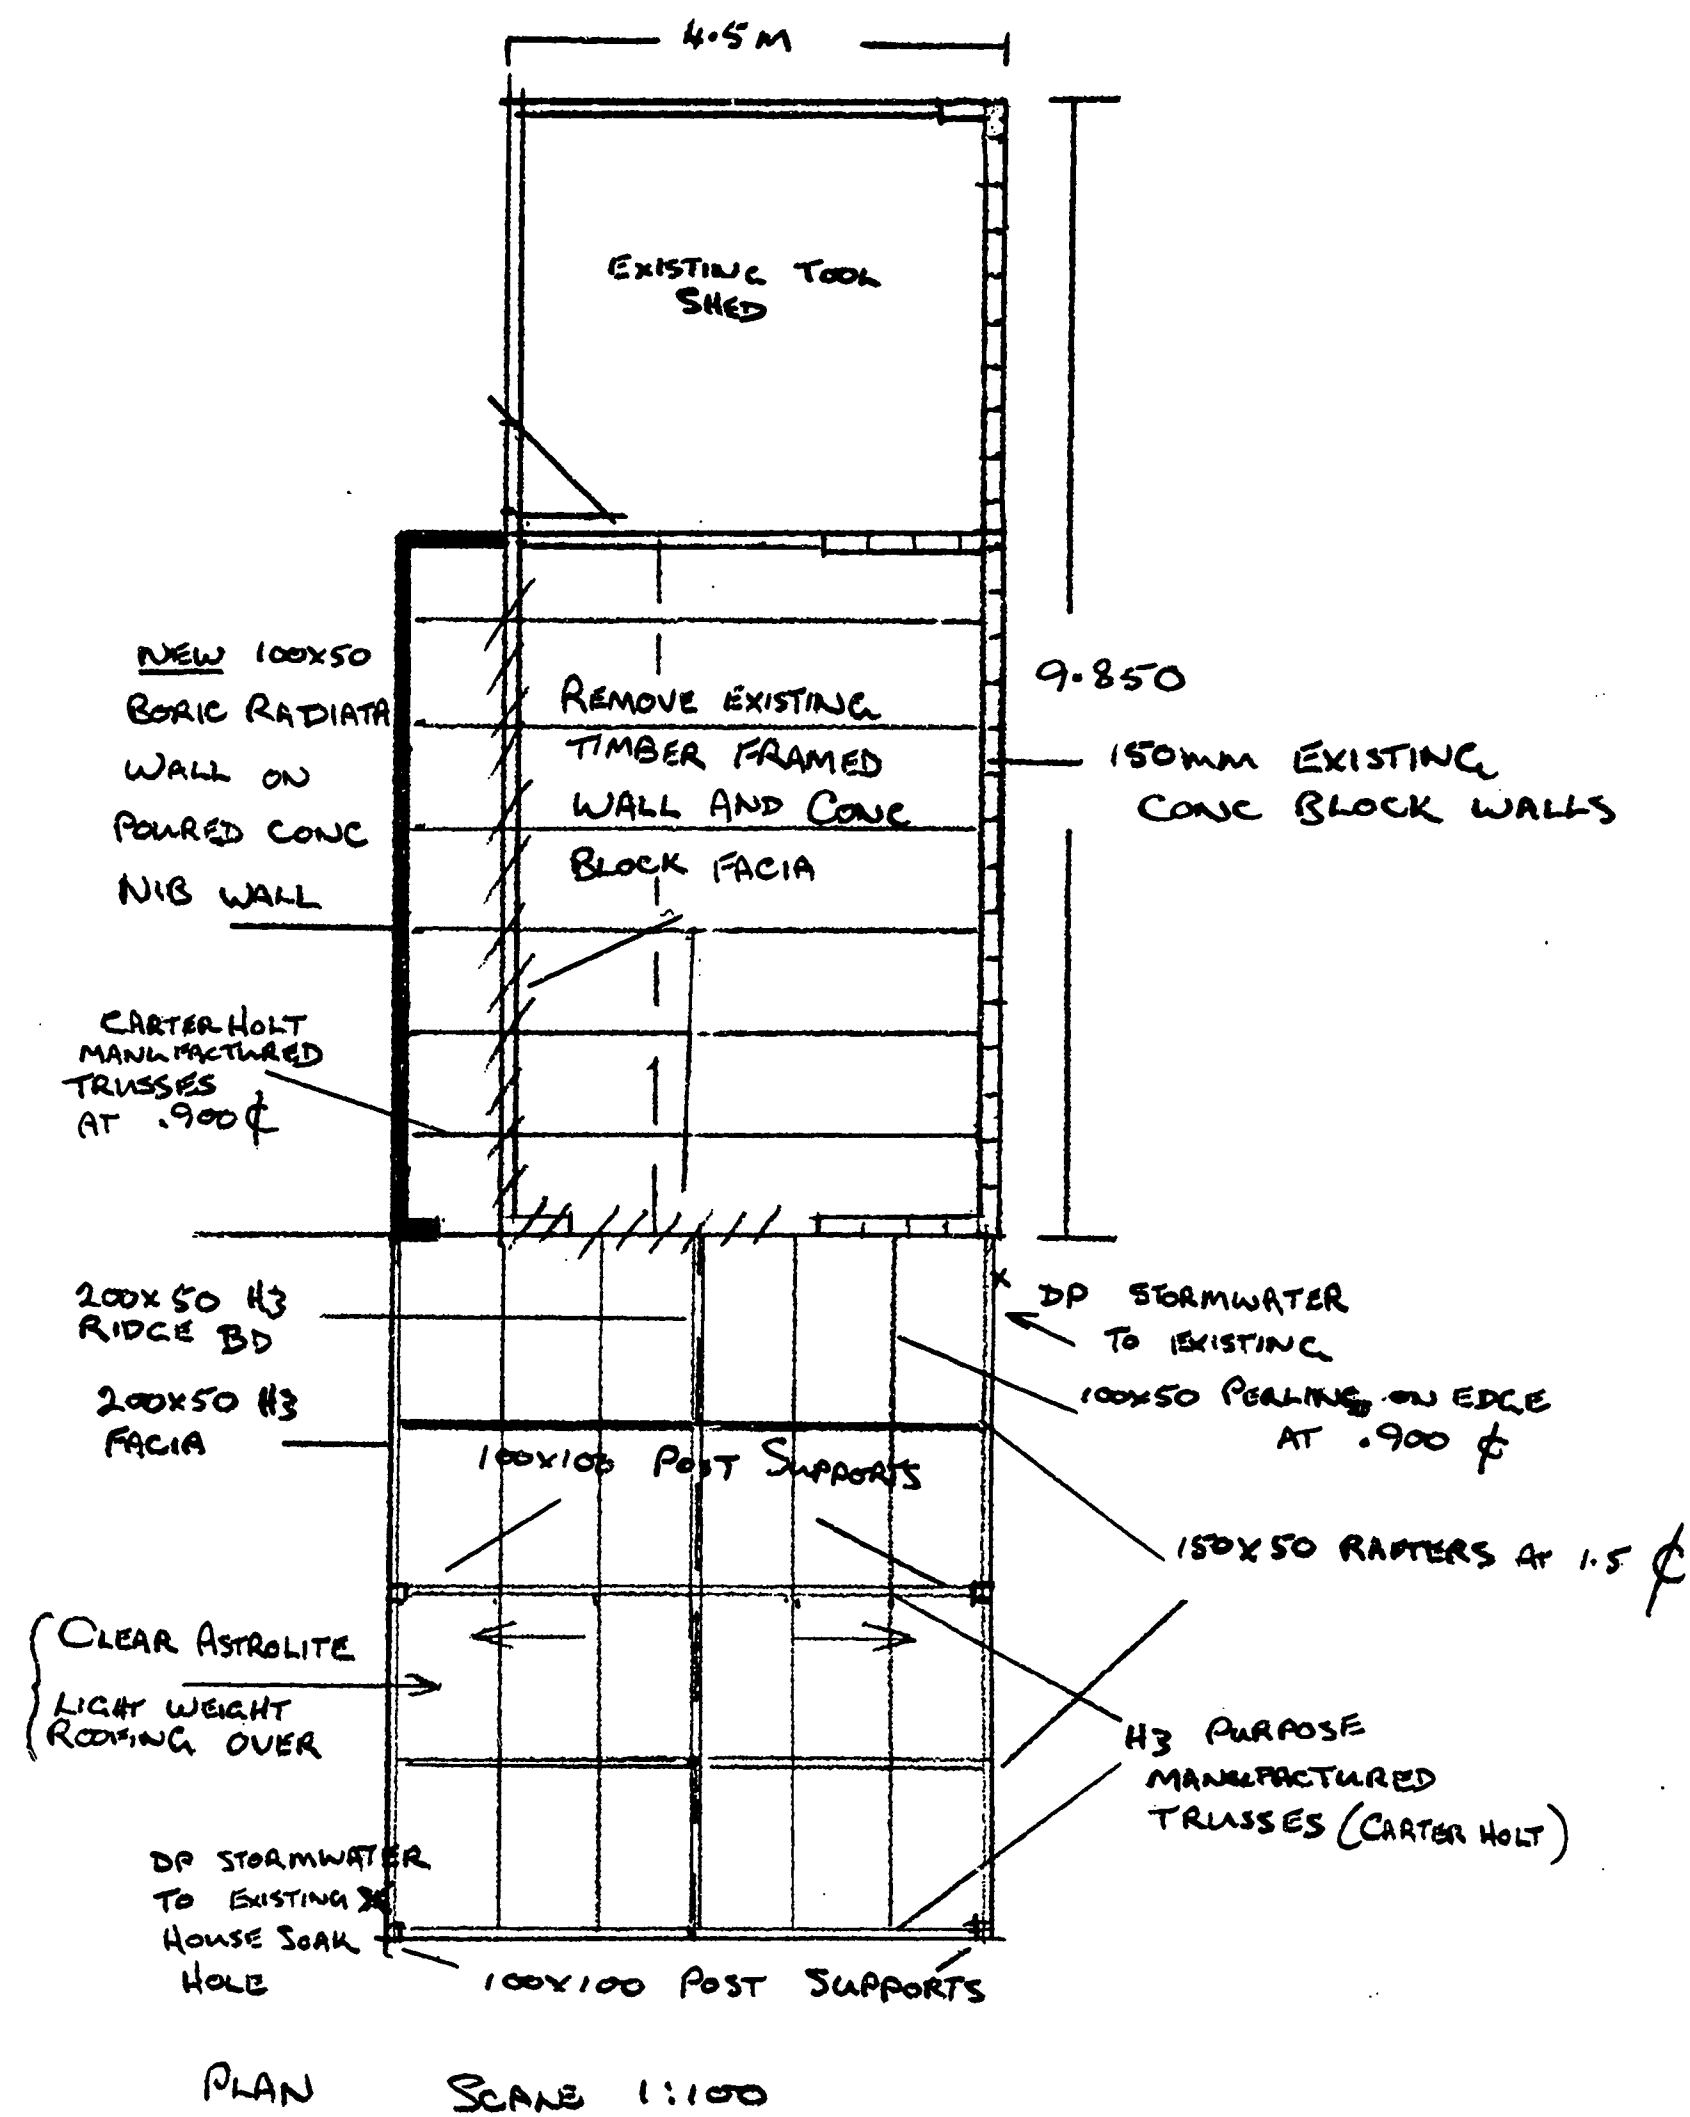 4.5M
EXISTING TOOL
SHED
NEW 100X50
BORIC RADIATA
WALL ON
POURED CONC
NIB WALL
REMOVE EXISTING
TIMBER FRAMED
WALL AND CONC
BLOCK FACIA
9.850
150mm EXISTING
CONC BLOCK WALLS
CARTER HOLT
MANUFACTURED
TRUSSES
AT .900 ₵
200X50 H3
RIDGE BD
200X50 H3
FACIA
DP STORMWATER
TO EXISTING
100X50 PERLING ON EDGE
AT .900 ₵
100X100 POST SUPPORTS
150X50 RAFTERS AT 1.5 ₵
CLEAR ASTROLITE
LIGHT WEIGHT
ROOFING OVER
H3 PURPOSE
MANUFACTURED
TRUSSES (CARTER HOLT)
DP STORMWATER
TO EXISTING
HOUSE SOAK
HOLE
100X100 POST SUPPORTS
PLAN SCALE 1:100